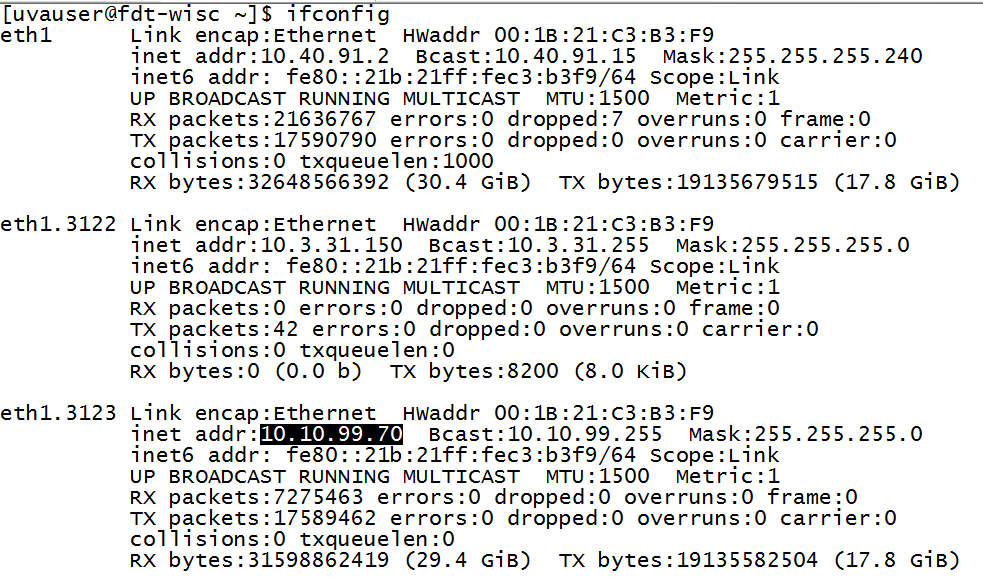 [uvauser@fdt-wisc ~]$ ifconfig
eth1 Link encap:Ethernet HWaddr 00:1B:21:C3:B3:F9
inet addr:10.40.91.2 Bcast:10.40.91.15 Mask:255.255.255.240
inet6 addr: fe80::21b:21ff:fec3:b3f9/64 Scope:Link
UP BROADCAST RUNNING MULTICAST MTU:1500 Metric:1
RX packets:21636767 errors:0 dropped:7 overruns:0 frame:0
TX packets:17590790 errors:0 dropped:0 overruns:0 carrier:0
collisions:0 txqueuelen:1000
RX bytes:32648566392 (30.4 GiB) TX bytes:19135679515 (17.8 GiB)
eth1.3122 Link encap:Ethernet HWaddr 00:1B:21:C3:B3:F9
inet addr:10.3.31.150 Bcast:10.3.31.255 Mask:255.255.255.0
inet6 addr: fe80::21b:21ff:fec3:b3f9/64 Scope:Link
UP BROADCAST RUNNING MULTICAST MTU:1500 Metric:1
RX packets:0 errors:0 dropped:0 overruns:0 frame:0
TX packets:42 errors:0 dropped:0 overruns:0 carrier:0
collisions:0 txqueuelen:0
RX bytes:0 (0.0 b) TX bytes:8200 (8.0 KiB)
eth1.3123 Link encap:Ethernet HWaddr 00:1B:21:C3:B3:F9
inet addr:10.10.99.70 Bcast:10.10.99.255 Mask:255.255.255.0
inet6 addr: fe80::21b:21ff:fec3:b3f9/64 Scope:Link
UP BROADCAST RUNNING MULTICAST MTU:1500 Metric:1
RX packets:7275463 errors:0 dropped:0 overruns:0 frame:0
TX packets:17589462 errors:0 dropped:0 overruns:0 carrier:0
collisions:0 txqueuelen:0
RX bytes:31598862419 (29.4 GiB) TX bytes:19135582504 (17.8 GiB)